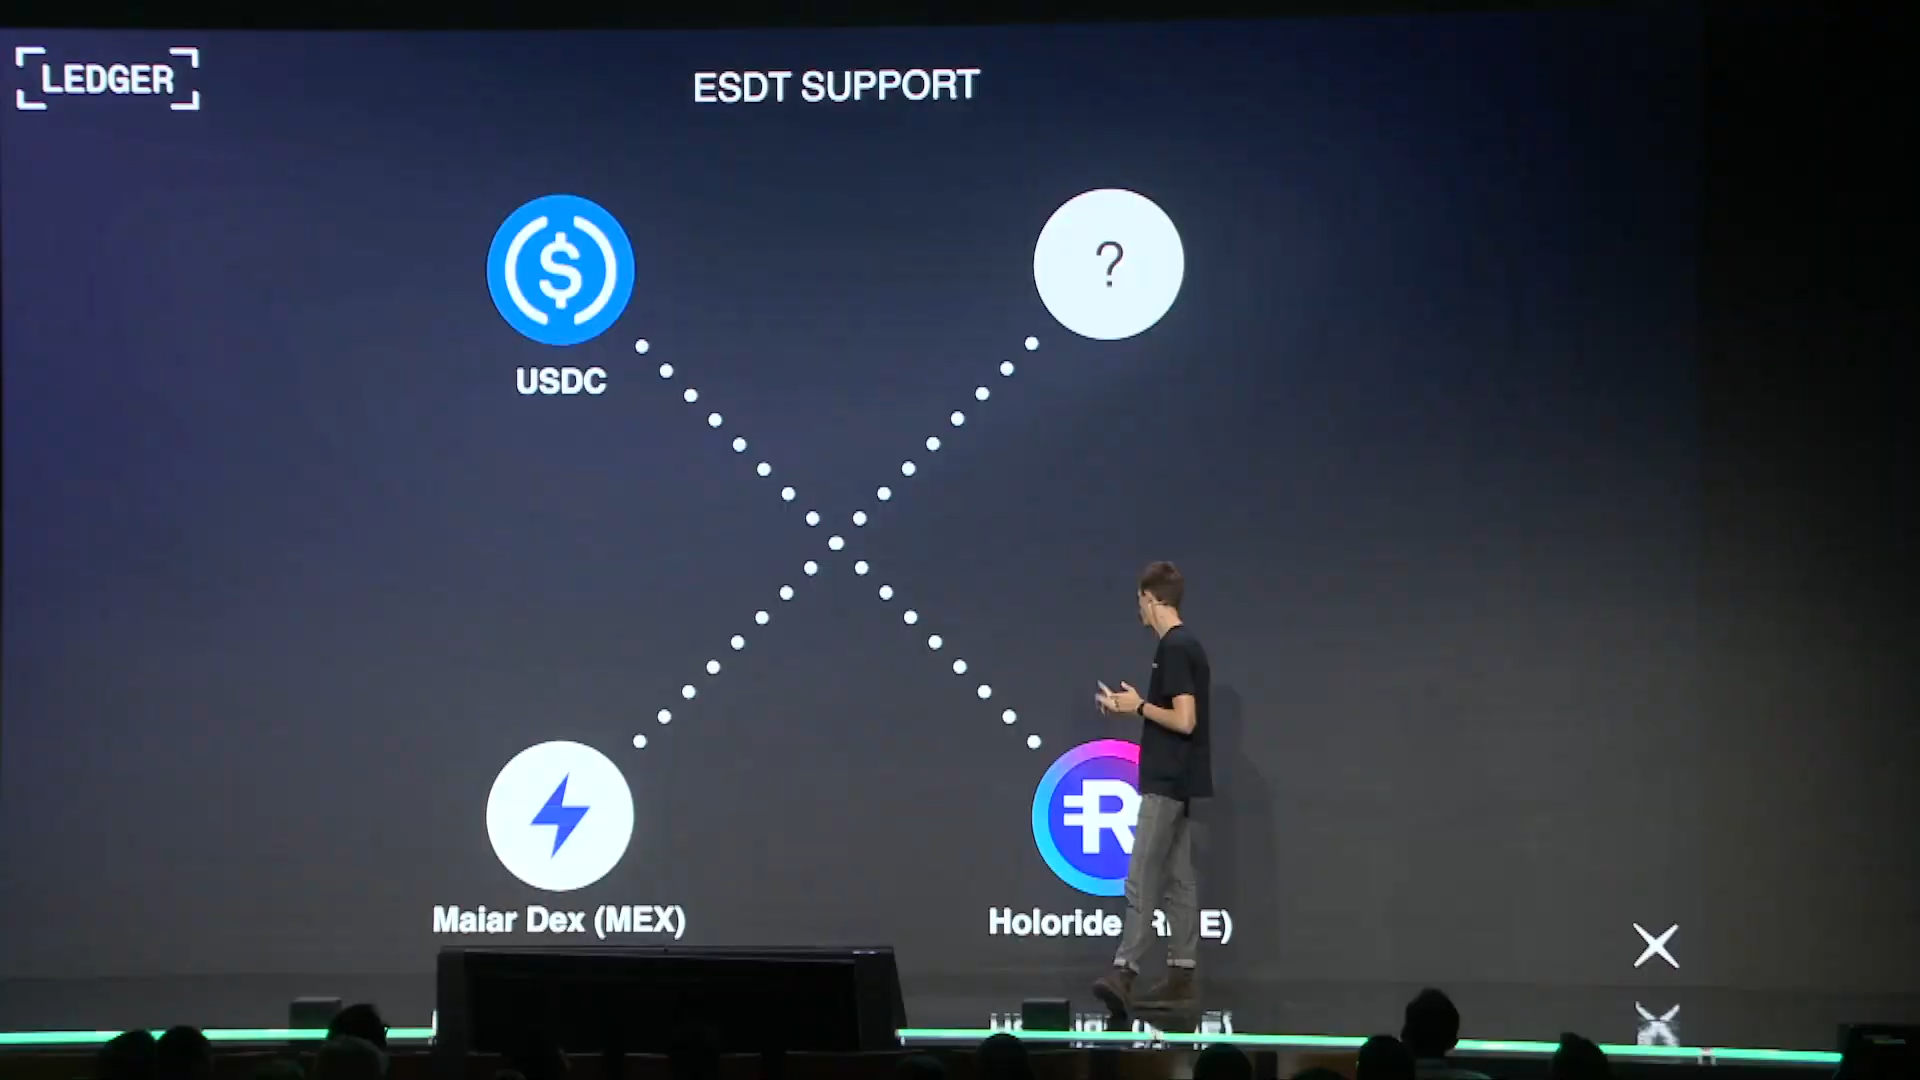 LEDGER
ESDT SUPPORT
?
USDC
Maiar Dex (MEX)
Holoride